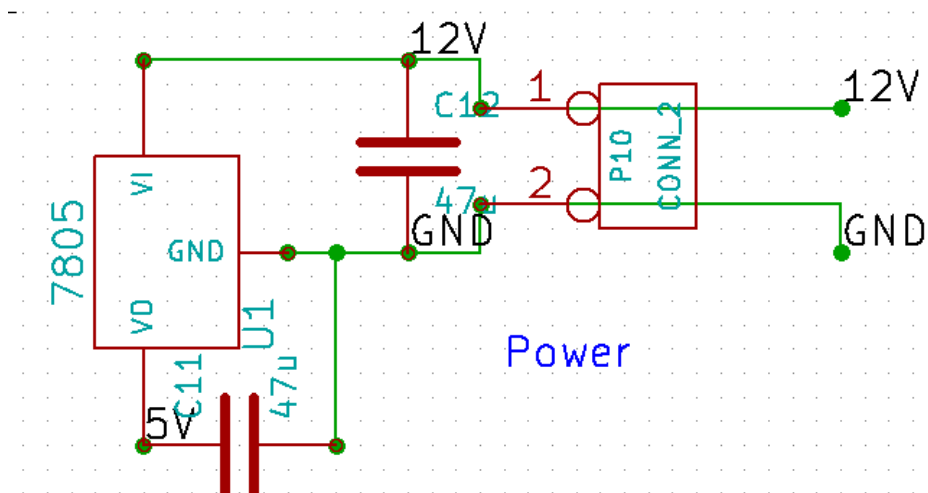 12V
C12
1
12V
VI
P10
CONN_2
47u
2
GND
GND
7805
GND
VO
U1
Power
C11
47u
5V